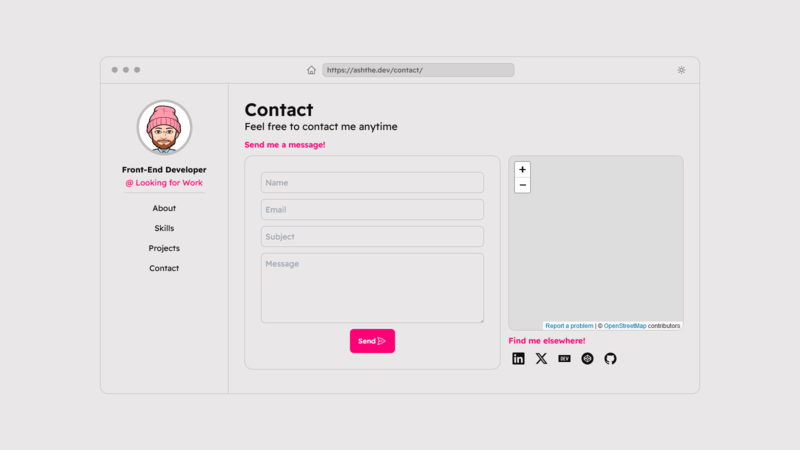 https://ashthe.dev/contact/
Front-End Developer
@ Looking for Work
About
Skills
Projects
Contact
Contact
Feel free to contact me anytime
Send me a message!
Name
Email
Subject
Message
Send
+
−
Report a problem | © OpenStreetMap contributors
Find me elsewhere!
in
X
DEV